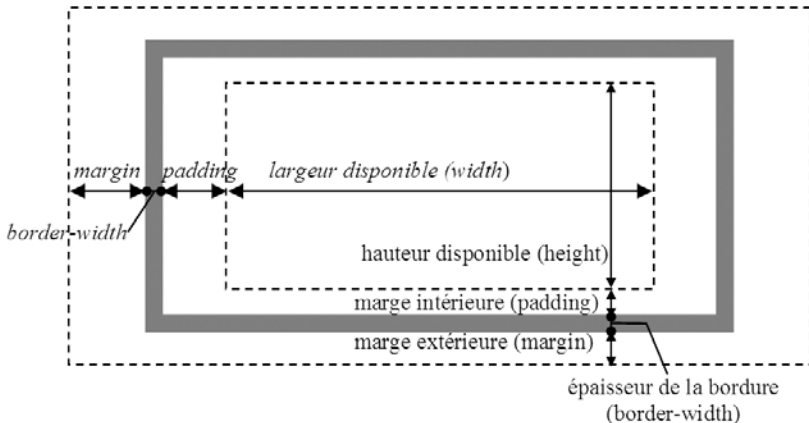 margin
padding
largeur disponible (width)
border-width
hauteur disponible (height)
marge intérieure (padding)
marge extérieure (margin)
épaisseur de la bordure
(border-width)